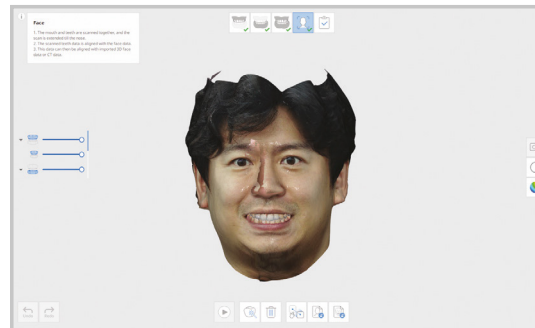 Face
1. The mouth and teeth are scanned together, and the
scan is extended to the nose.
2. The scanned teeth data is aligned with the face data.
3. This data can then be aligned with imported 3D face
data or CT data.